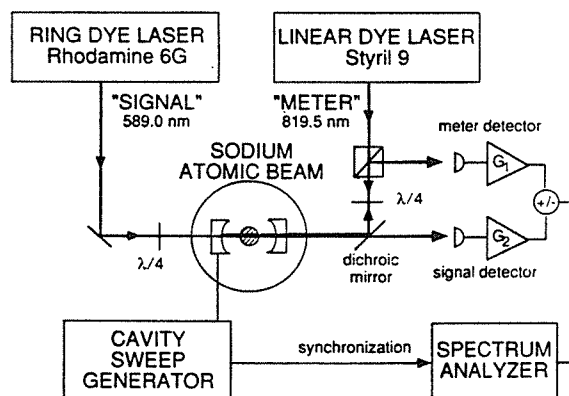 RING DYE LASER
Rhodamine 6G
LINEAR DYE LASER
Styril 9
"SIGNAL"
589.0 nm
"METER"
819.5 nm
meter detector
SODIUM
ATOMIC BEAM
G1
+/-
λ/4
λ/4
G2
dichroic
mirror
signal detector
CAVITY
SWEEP
GENERATOR
synchronization
SPECTRUM
ANALYZER